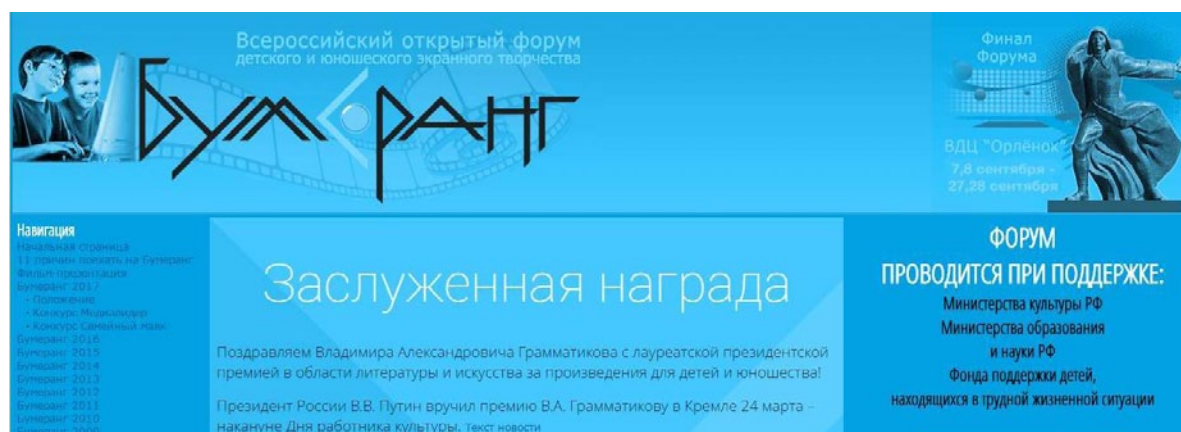 Всероссийский открытый форум
детского и юношеского экранного творчества
Бумеранг
Финал
Форума
ВДЦ "Орлёнок"
7,8 сентября -
27,28 сентября
Навигация
Начальная страница
11 причин поехать на Бумеранг
Фильм-презентация
Бумеранг 2017
• Положение
• Конкурс Медиалидер
• Конкурс Семейный маяк
Бумеранг 2016
Бумеранг 2015
Бумеранг 2014
Бумеранг 2013
Бумеранг 2012
Бумеранг 2011
Бумеранг 2010
Бумеранг 2009
Заслуженная награда
Поздравляем Владимира Александровича Грамматикова с лауреатской президентской
премией в области литературы и искусства за произведения для детей и юношества!
Президент России В.В. Путин вручил премию В.А. Грамматикову в Кремле 24 марта –
накануне Дня работника культуры. Текст новости
ФОРУМ
ПРОВОДИТСЯ ПРИ ПОДДЕРЖКЕ:
Министерства культуры РФ
Министерства образования
и науки РФ
Фонда поддержки детей,
находящихся в трудной жизненной ситуации